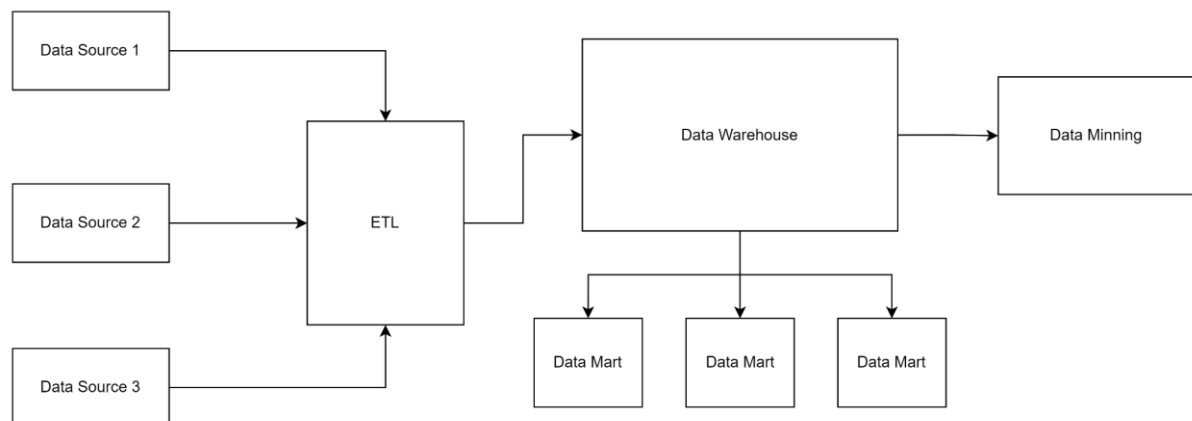 Data Source 1
Data Source 2
Data Source 3
ETL
Data Warehouse
Data Minning
Data Mart
Data Mart
Data Mart